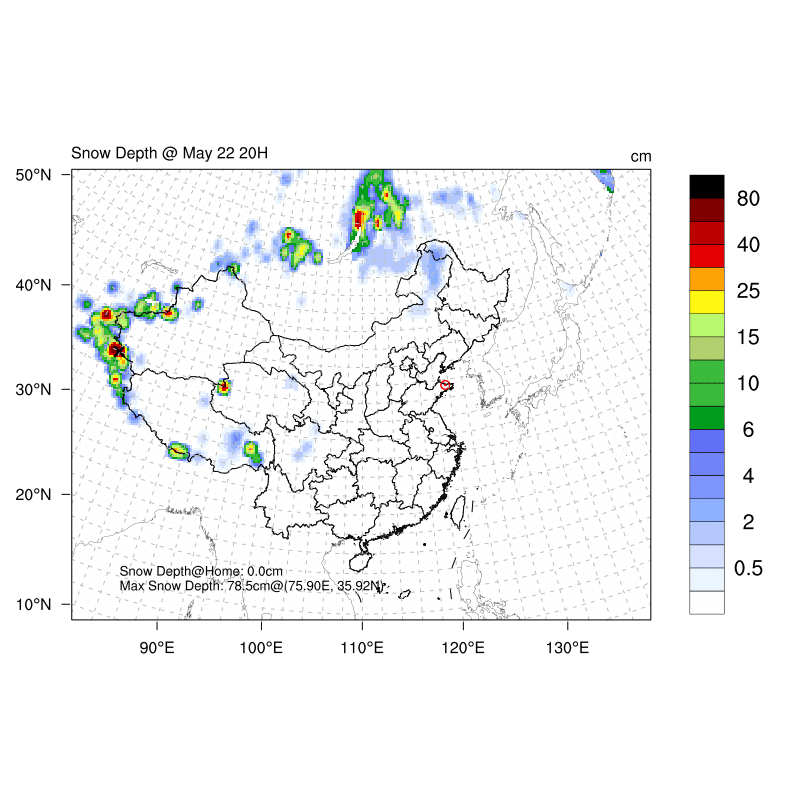 Snow Depth @ May 22 20H
cm
50°N
40°N
30°N
20°N
10°N
90°E
100°E
110°E
120°E
130°E
80
40
25
15
10
6
4
2
0.5
Snow Depth@Home: 0.0cm
Max Snow Depth: 78.5cm@(75.90E, 35.92N)